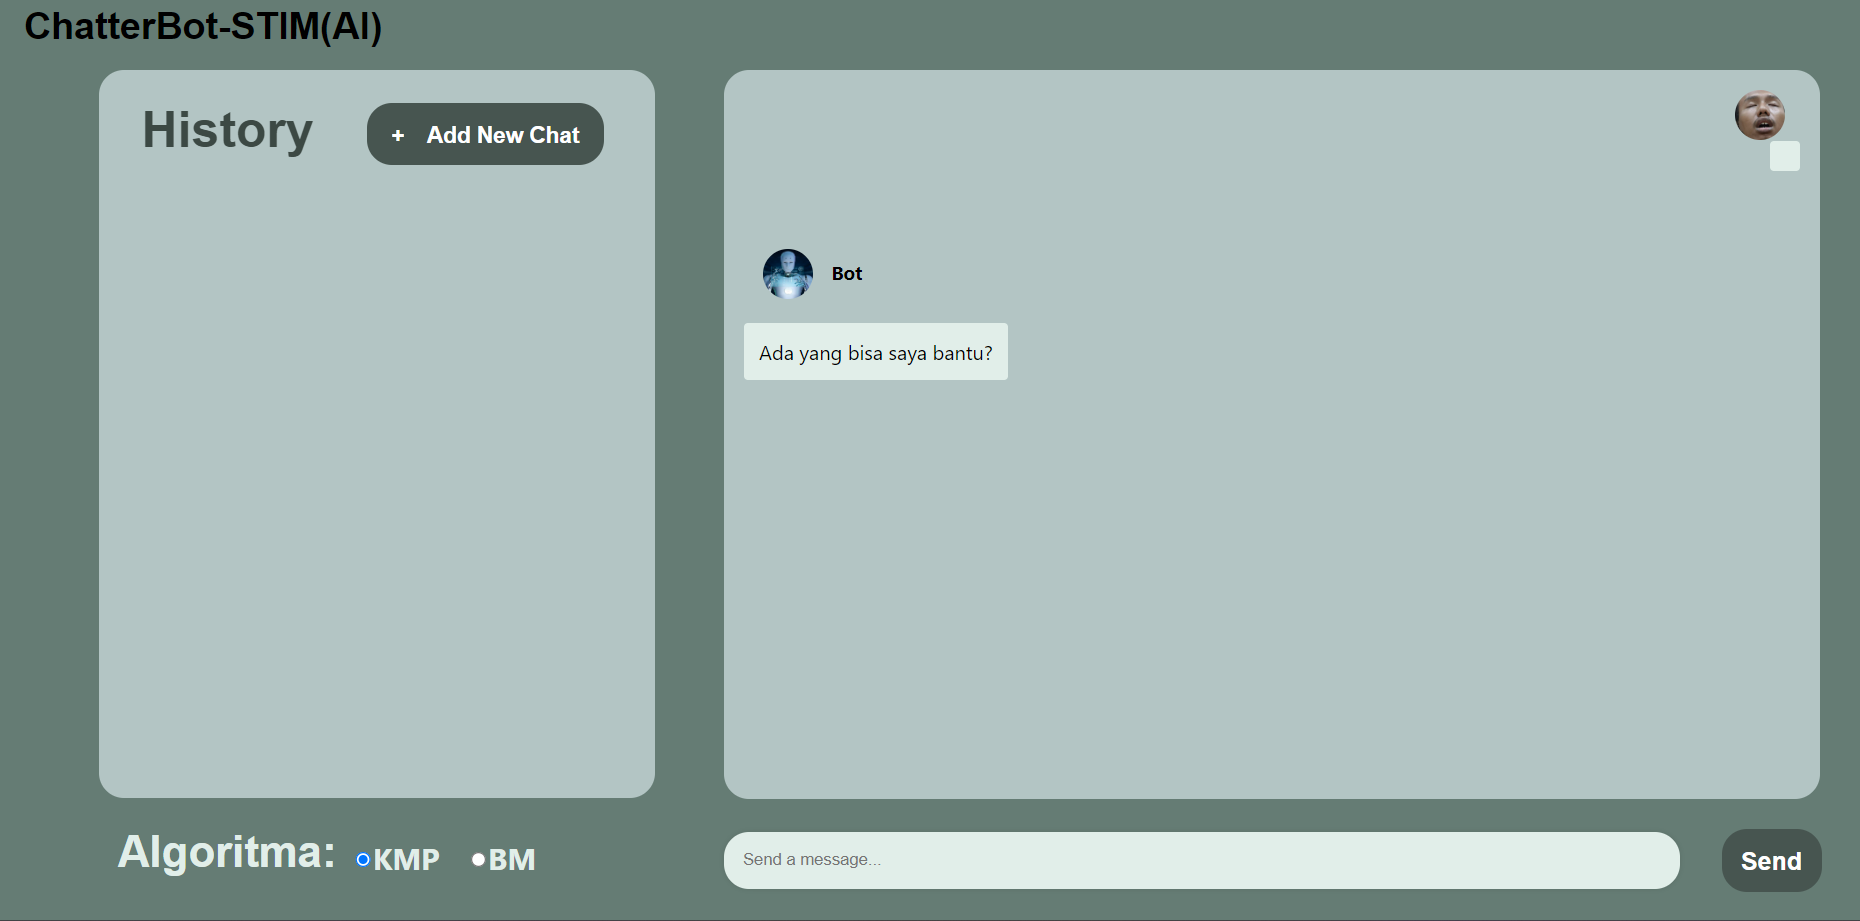 ChatterBot-STIM(AI)
History
+ Add New Chat
Bot
Ada yang bisa saya bantu?
Algoritma: KMP BM
Send a message...
Send